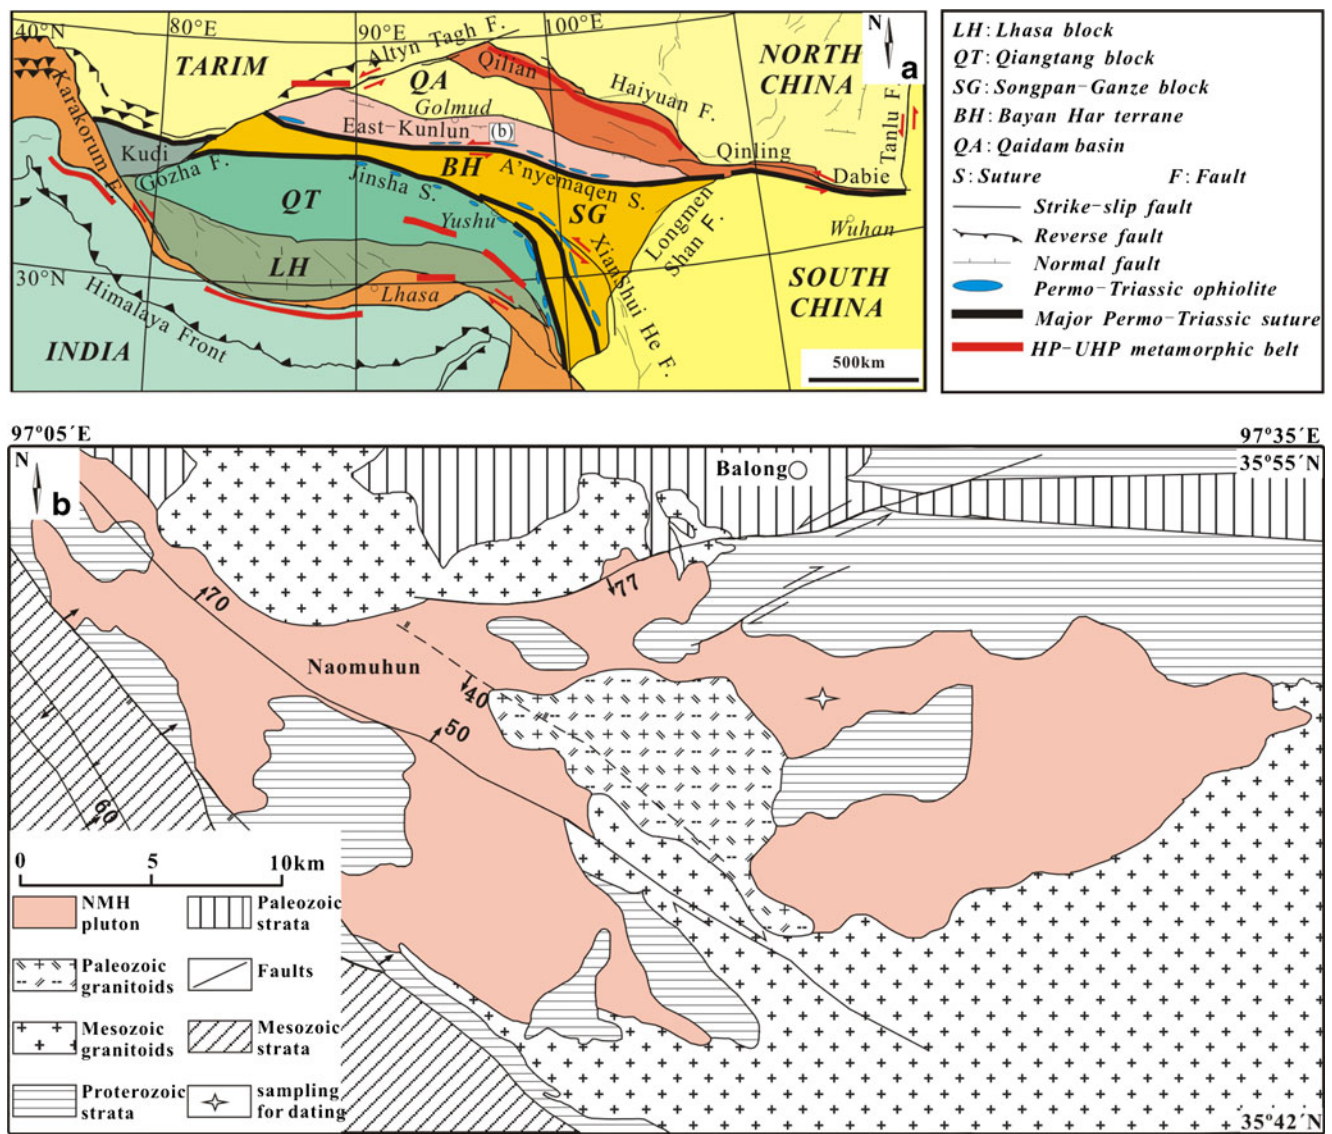 40°N
80°E
90°E
100°E
N
a
TARIM
Altyn Tagh F.
QA
Qilian
NORTH
CHINA
Haiyuan F.
Tanlu F.
Karakorum F.
Golmud
East-Kunlun
(b)
Kudi
Gozha F.
BH
A'nyemaqen S.
Qinling
Dabie
QT
Jinsha S.
Yushu
SG
Longmen
Shan F.
Wuhan
LH
Xian Shui He F.
30°N
Lhasa
SOUTH
CHINA
Himalaya Front
INDIA
500km
LH: Lhasa block
QT: Qiangtang block
SG: Songpan-Ganze block
BH: Bayan Har terrane
QA: Qaidam basin
S: Suture F: Fault
Strike-slip fault
Reverse fault
Normal fault
Permo-Triassic ophiolite
Major Permo-Triassic suture
HP-UHP metamorphic belt
97°05′E
97°35′E
N
b
Balong
35°55′N
70
77
Naomuhun
40
50
60
0 5 10km
NMH
pluton
Paleozoic
strata
Paleozoic
granitoids
Faults
Mesozoic
granitoids
Mesozoic
strata
Proterozoic
strata
sampling
for dating
35°42′N